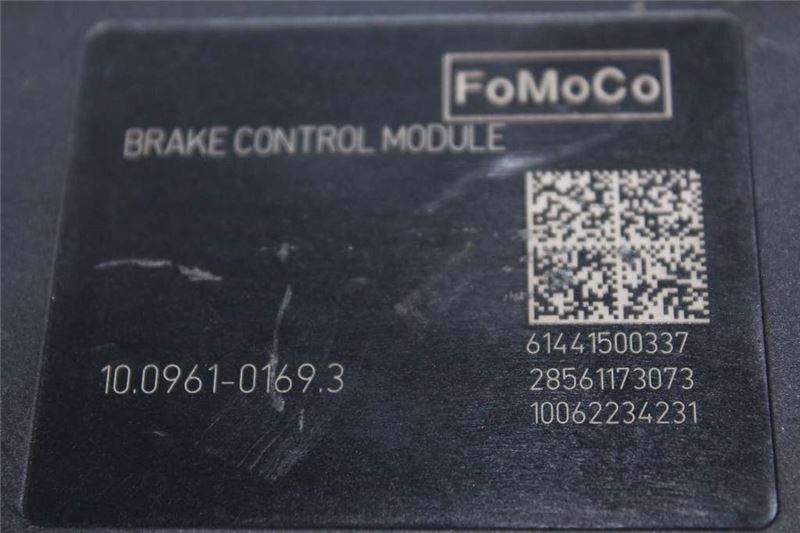 FoMoCo
BRAKE CONTROL MODULE
61441500337
10.0961-0169.3
28561173073
10062234231